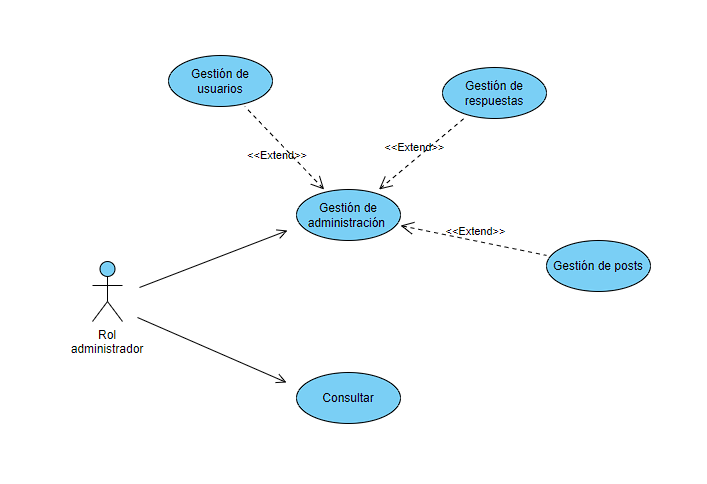 Gestión de
usuarios
Gestión de
respuestas
<<Extend>>
<<Extend>>
Gestión de
administración
<<Extend>>
Gestión de posts
Rol
administrador
Consultar